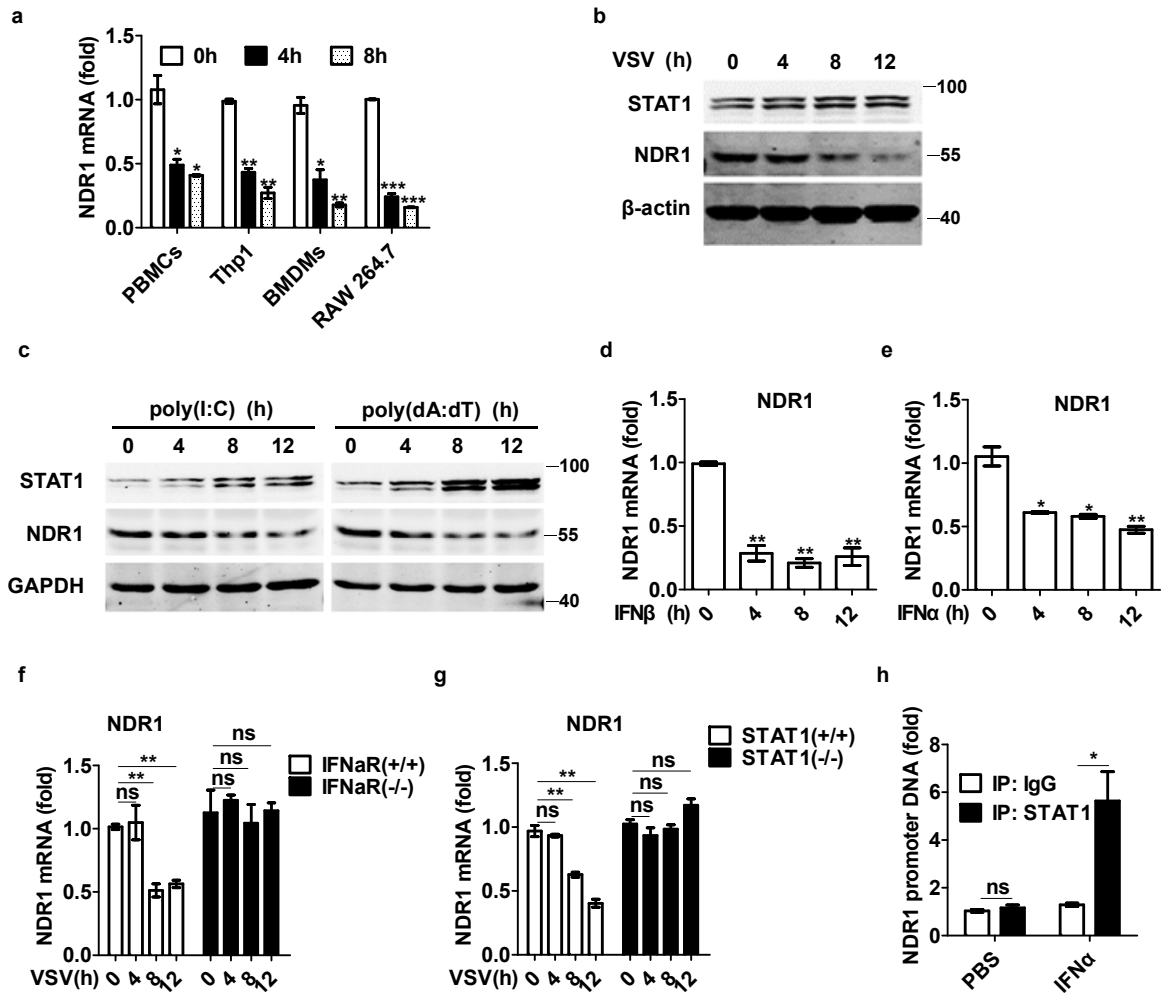 a
NDR1 mRNA (fold)
1.5
1.0
0.5
0.0
0h 4h 8h
* * ** ** * ** *** ***
PBMCs Thp1 BMDMs RAW 264.7
b
VSV (h) 0 4 8 12
STAT1 —100
NDR1 —55
β-actin —40
c
poly(I:C) (h) poly(dA:dT) (h)
0 4 8 12 0 4 8 12
STAT1 —100
NDR1 —55
GAPDH —40
d
NDR1
NDR1 mRNA (fold)
1.5
1.0
0.5
0.0
** ** **
IFNβ (h) 0 4 8 12
e
NDR1
NDR1 mRNA (fold)
1.5
1.0
0.5
0.0
* * **
IFNα (h) 0 4 8 12
f
NDR1
IFNaR(+/+)
IFNaR(-/-)
NDR1 mRNA (fold)
1.5
1.0
0.5
0.0
**
**
ns
ns
ns
ns
VSV(h) 0 4 8 12 0 4 8 12
g
NDR1
STAT1(+/+)
STAT1(-/-)
NDR1 mRNA (fold)
1.5
1.0
0.5
0.0
**
**
ns
ns
ns
ns
VSV(h) 0 4 8 12 0 4 8 12
h
NDR1 promoter DNA (fold)
8
6
4
2
0
IP: IgG
IP: STAT1
ns
*
PBS IFNα